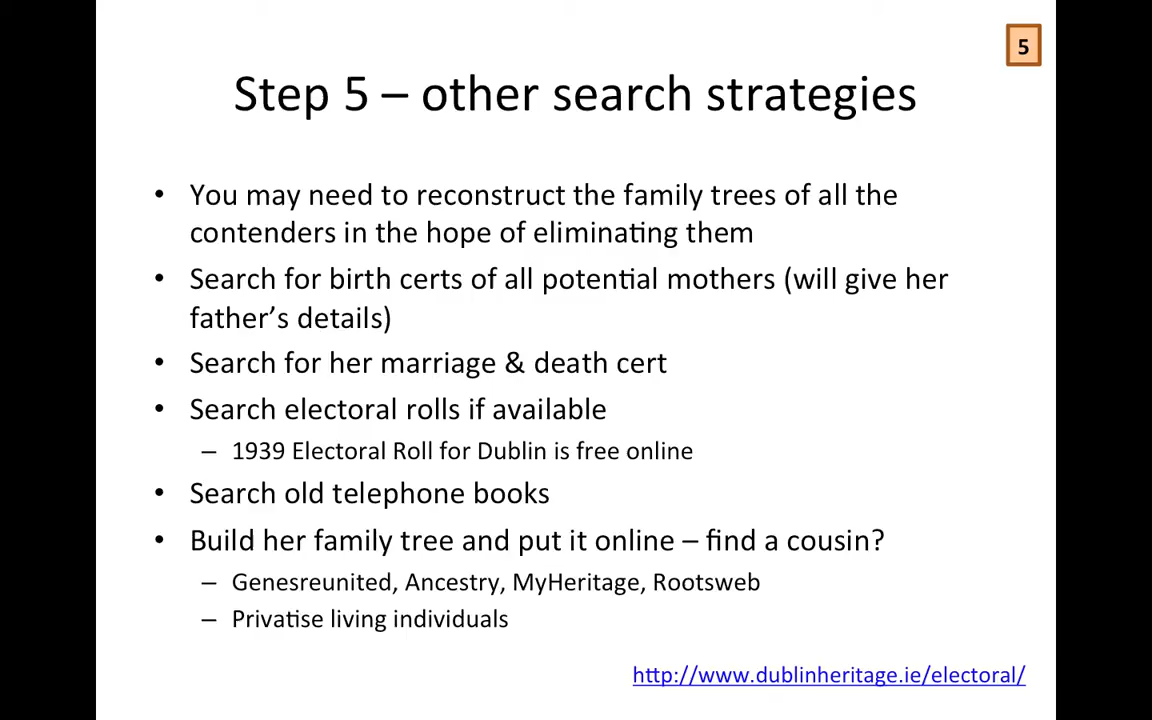 5
Step 5 – other search strategies
• You may need to reconstruct the family trees of all the
contenders in the hope of eliminating them
• Search for birth certs of all potential mothers (will give her
father's details)
• Search for her marriage & death cert
• Search electoral rolls if available
– 1939 Electoral Roll for Dublin is free online
• Search old telephone books
• Build her family tree and put it online – find a cousin?
– Genesreunited, Ancestry, MyHeritage, Rootsweb
– Privatise living individuals
http://www.dublinheritage.ie/electoral/